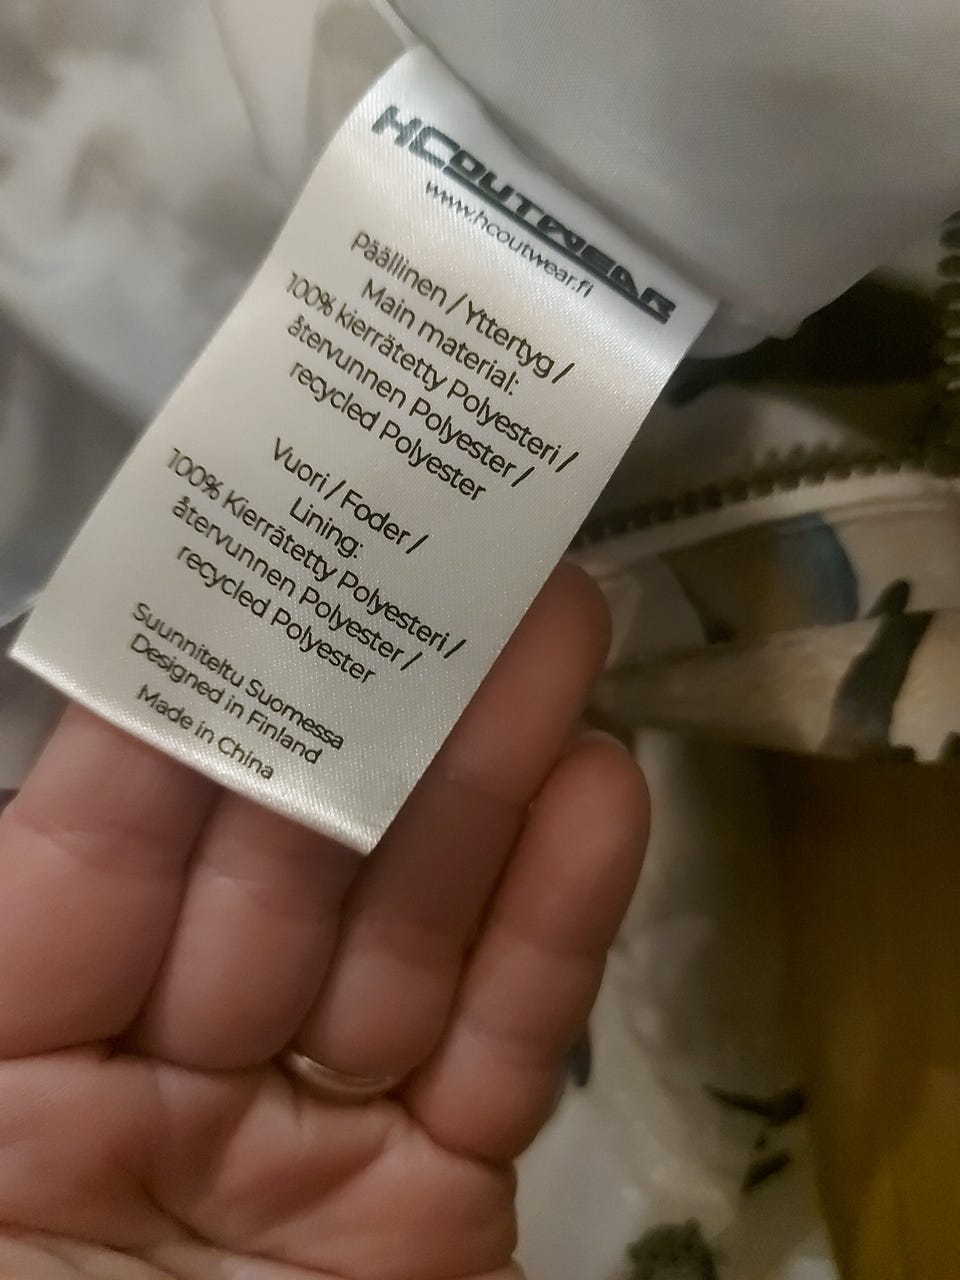 HCOUTWEAR
www.hcoutwear.fi
Päällinen / Yttertyg /
Main material:
100% kierrätetty Polyesteri /
återvunnen Polyester /
recycled Polyester
Vuori / Foder /
Lining:
100% Kierrätetty Polyesteri /
återvunnen Polyester /
recycled Polyester
Suunniteltu Suomessa
Designed in Finland
Made in China